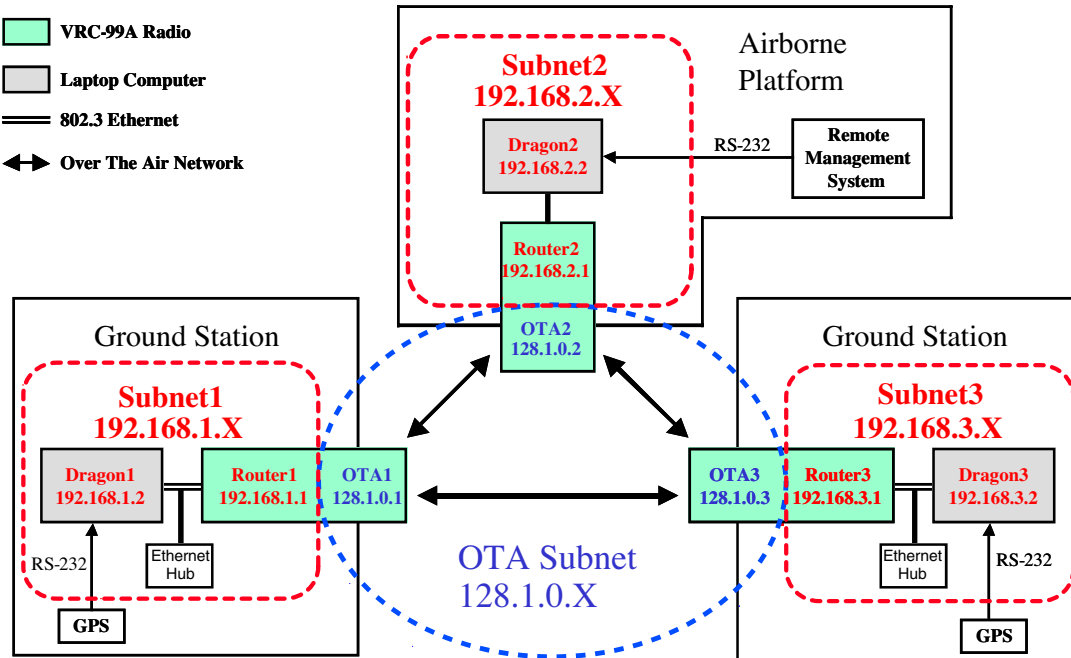 VRC-99A Radio
Laptop Computer
802.3 Ethernet
Over The Air Network
Airborne
Platform
Subnet2
192.168.2.X
Dragon2
192.168.2.2
RS-232
Remote
Management
System
Router2
192.168.2.1
OTA2
128.1.0.2
Ground Station
Subnet1
192.168.1.X
Dragon1
192.168.1.2
Router1
192.168.1.1
OTA1
128.1.0.1
RS-232
Ethernet
Hub
GPS
OTA Subnet
128.1.0.X
Ground Station
Subnet3
192.168.3.X
OTA3
128.1.0.3
Router3
192.168.3.1
Dragon3
192.168.3.2
Ethernet
Hub
RS-232
GPS